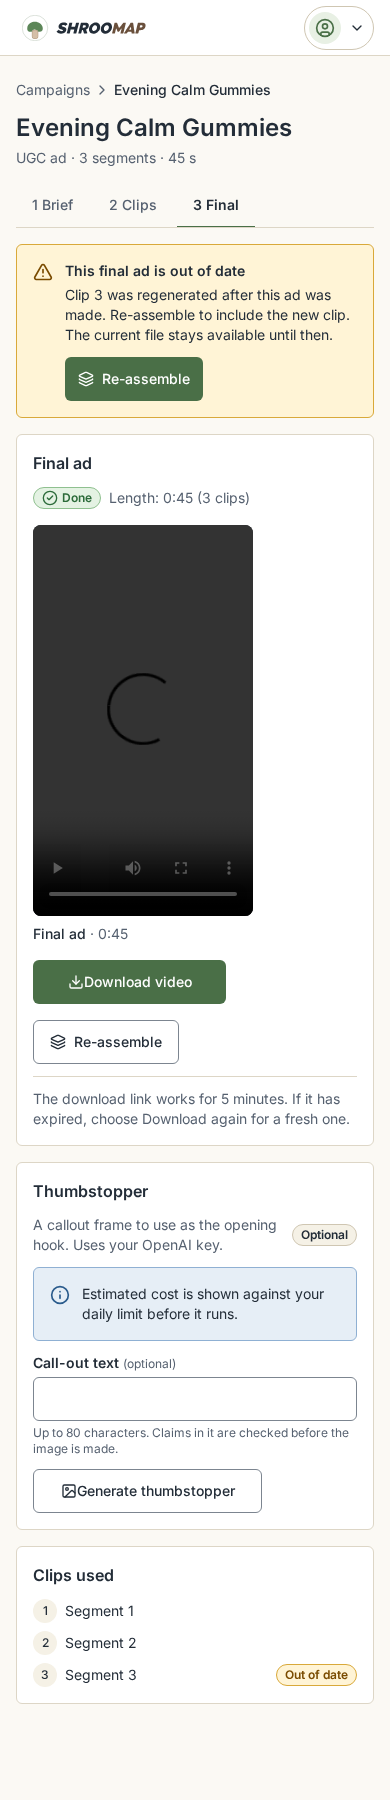 SHROOMAP
Campaigns > Evening Calm Gummies
Evening Calm Gummies
UGC ad · 3 segments · 45 s
1 Brief 2 Clips 3 Final
This final ad is out of date
Clip 3 was regenerated after this ad was
made. Re-assemble to include the new clip.
The current file stays available until then.
Re-assemble
Final ad
Done Length: 0:45 (3 clips)
Final ad · 0:45
Download video
Re-assemble
The download link works for 5 minutes. If it has
expired, choose Download again for a fresh one.
Thumbstopper
A callout frame to use as the opening
hook. Uses your OpenAI key.
Optional
Estimated cost is shown against your
daily limit before it runs.
Call-out text (optional)
Up to 80 characters. Claims in it are checked before the
image is made.
Generate thumbstopper
Clips used
1 Segment 1
2 Segment 2
3 Segment 3 Out of date